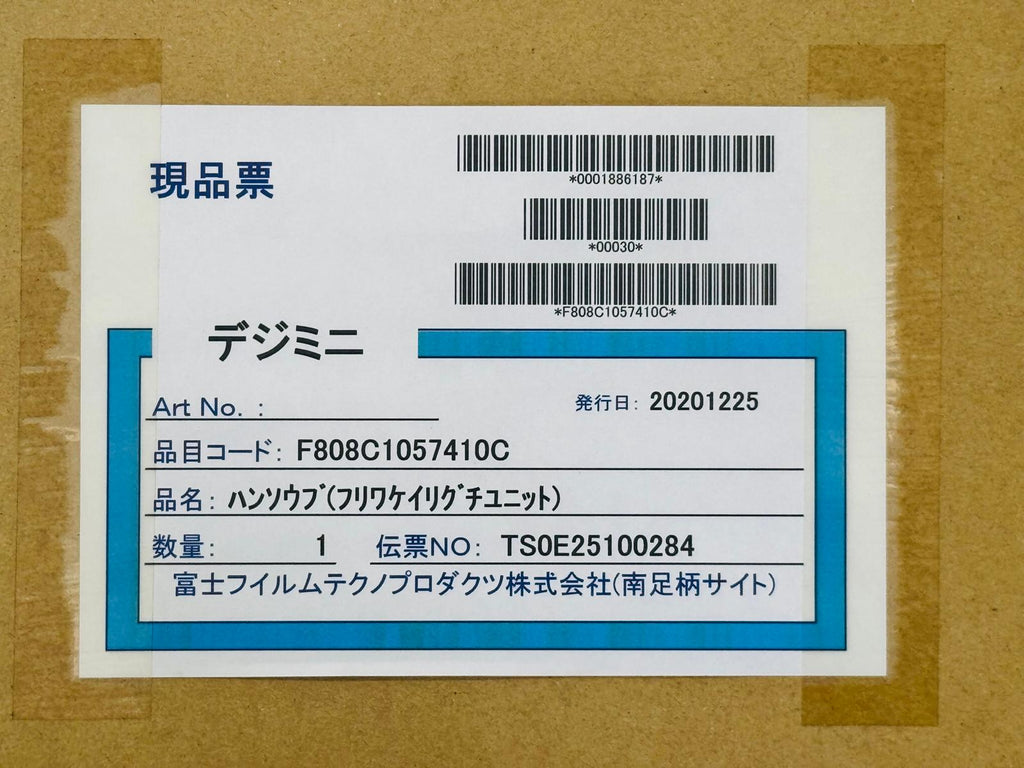 現品票
*0001886187*
*00030*
*F808C1057410C*
デジミニ
Art No. :
発行日: 20201225
品目コード: F808C1057410C
品名: ﾊﾝｿｳﾌﾞ(ﾌﾘﾜｹｲﾘｸﾞﾁﾕﾆｯﾄ)
数量: 1 伝票NO: TS0E25100284
富士フイルムテクノプロダクツ株式会社(南足柄サイト)